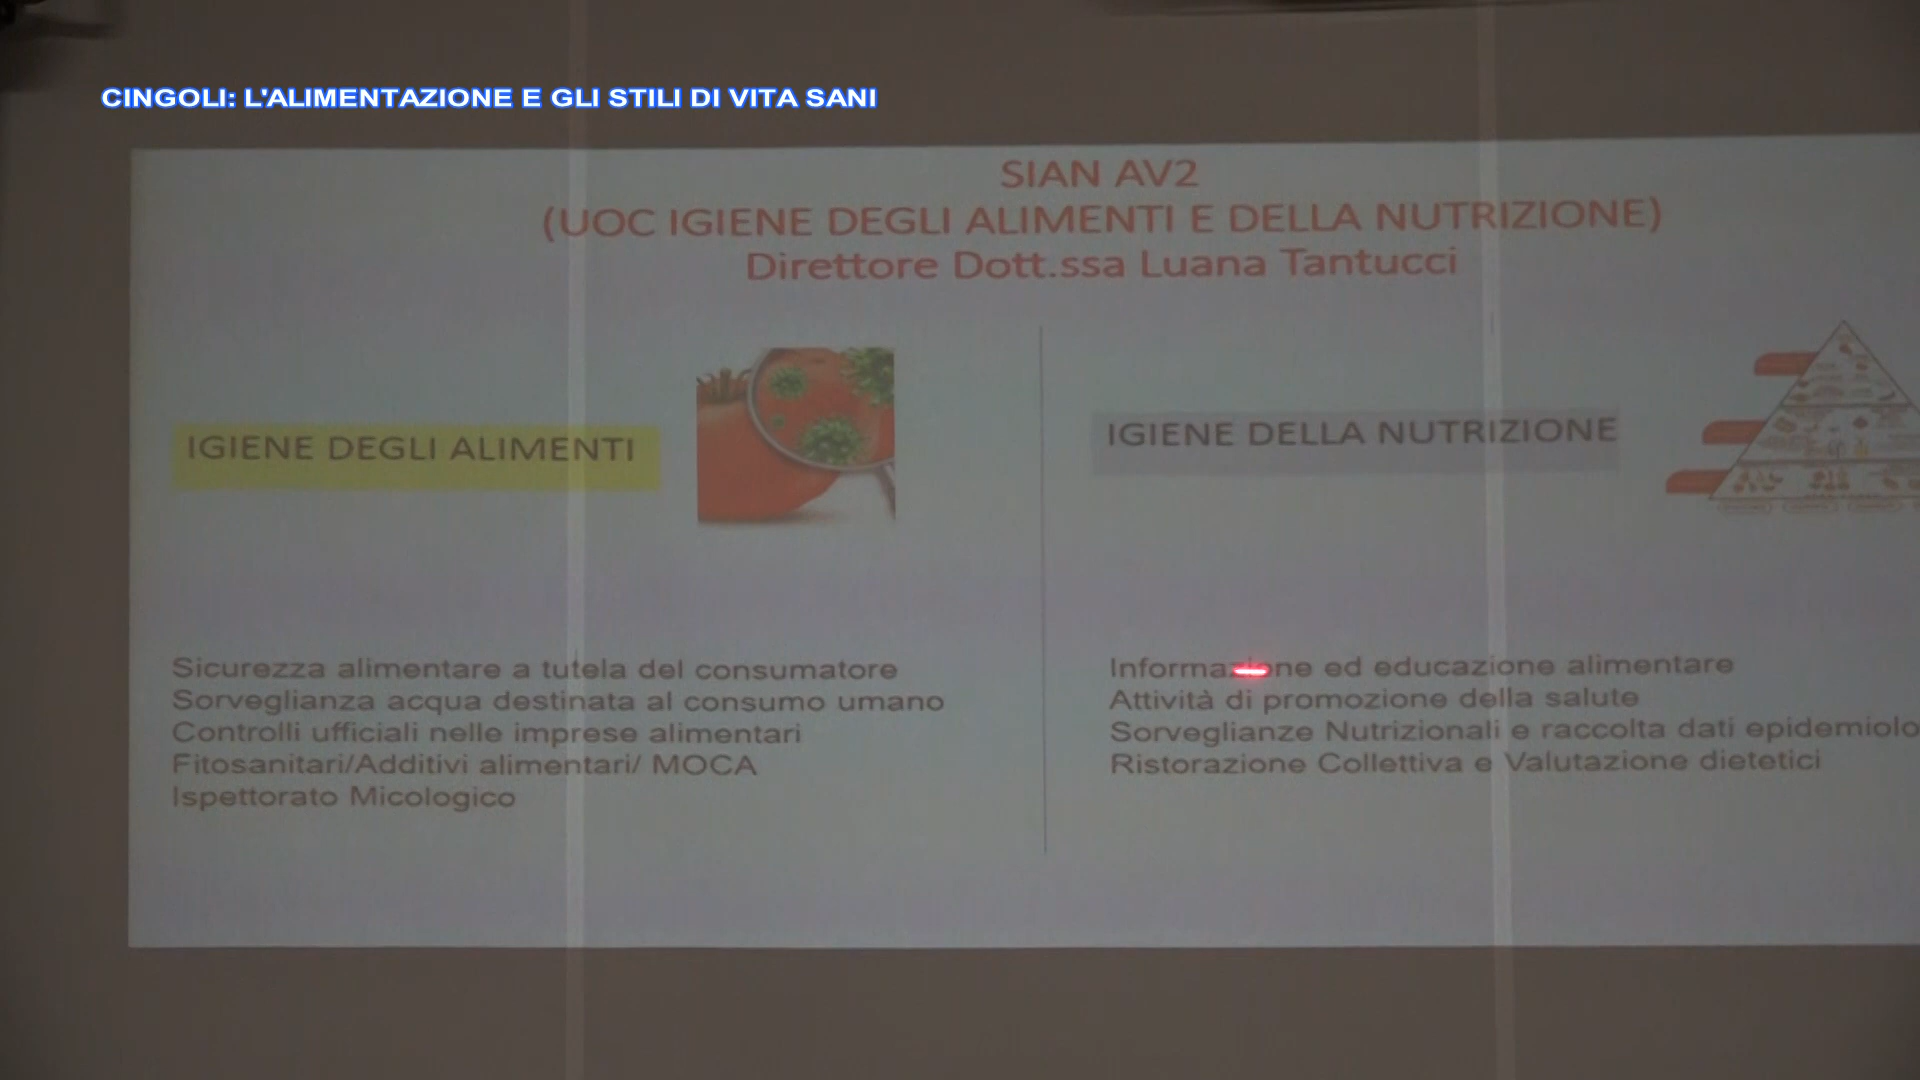 CINGOLI: L'ALIMENTAZIONE E GLI STILI DI VITA SANI
SIAN AV2
(UOC IGIENE DEGLI ALIMENTI E DELLA NUTRIZIONE)
Direttore Dott.ssa Luana Tantucci
IGIENE DEGLI ALIMENTI
Sicurezza alimentare a tutela del consumatore
Sorveglianza acqua destinata al consumo umano
Controlli ufficiali nelle imprese alimentari
Fitosanitari/Additivi alimentari/ MOCA
Ispettorato Micologico
IGIENE DELLA NUTRIZIONE
Informazione ed educazione alimentare
Attività di promozione della salute
Sorveglianze Nutrizionali e raccolta dati epidemiolo
Ristorazione Collettiva e Valutazione dietetici